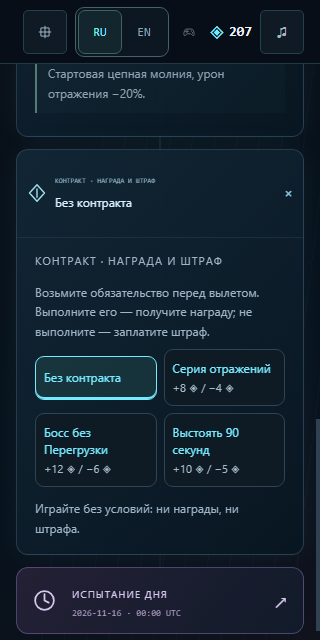 RU EN 207
Стартовая цепная молния, урон
отражения −20%.
КОНТРАКТ · НАГРАДА И ШТРАФ
Без контракта
×
КОНТРАКТ · НАГРАДА И ШТРАФ
Возьмите обязательство перед вылетом.
Выполните его — получите награду; не
выполните — заплатите штраф.
Без контракта
Серия отражений
+8 ◈ / −4 ◈
Босс без
Перегрузки
+12 ◈ / −6 ◈
Выстоять 90
секунд
+10 ◈ / −5 ◈
Играйте без условий: ни награды, ни
штрафа.
ИСПЫТАНИЕ ДНЯ
2026-11-16 · 00:00 UTC
↗